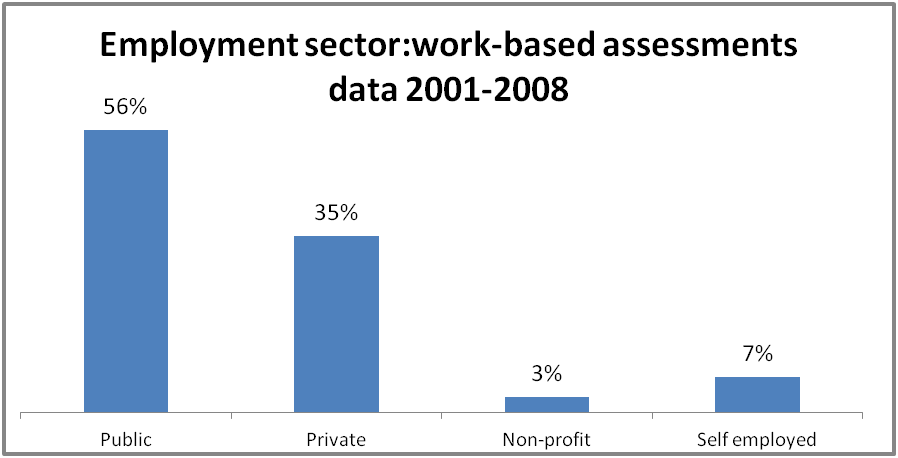 Employment sector:work-based assessments
data 2001-2008
56%
35%
3%
7%
Public
Private
Non-profit
Self employed